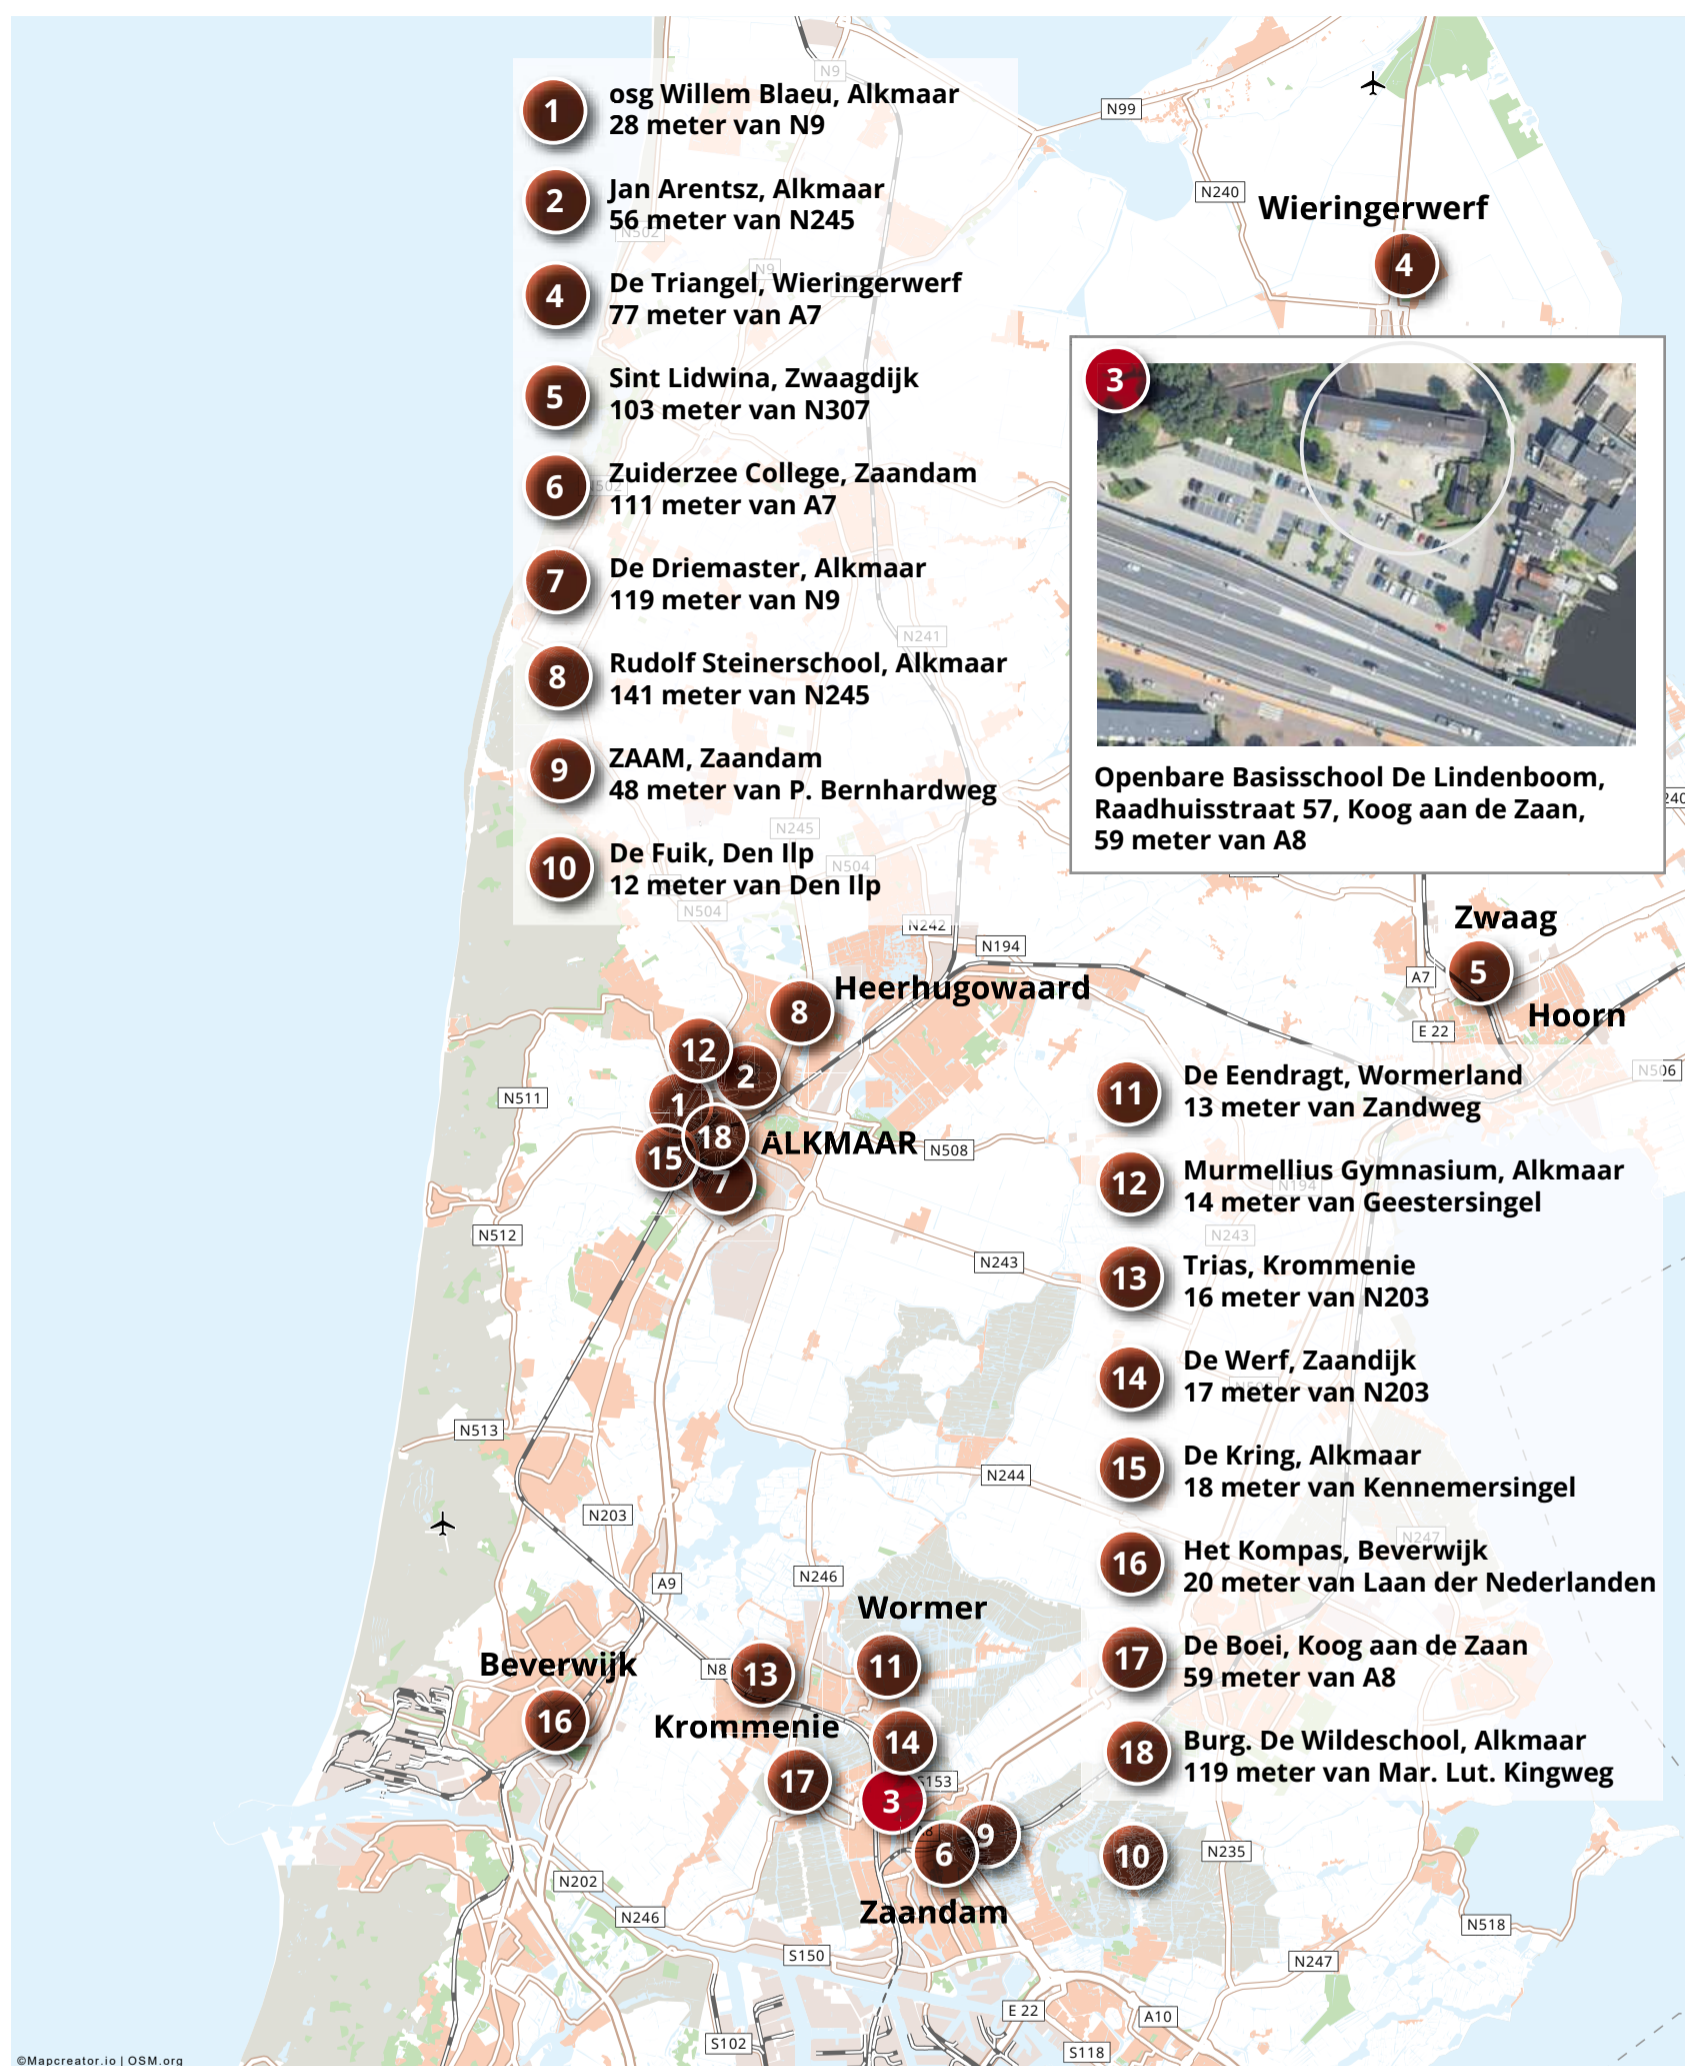 1
osg Willem Blaeu, Alkmaar
28 meter van N9
2
Jan Arentsz, Alkmaar
56 meter van N245
4
De Triangel, Wieringerwerf
77 meter van A7
5
Sint Lidwina, Zwaagdijk
103 meter van N307
6
Zuiderzee College, Zaandam
111 meter van A7
7
De Driemaster, Alkmaar
119 meter van N9
8
Rudolf Steinerschool, Alkmaar
141 meter van N245
9
ZAAM, Zaandam
48 meter van P. Bernhardweg
10
De Fuik, Den Ilp
12 meter van Den Ilp
N9
N502
N9
N502
N241
N245
N504
N504
N242
N194
N99
N240
Wieringerwerf
4
3
Openbare Basisschool De Lindenboom,
Raadhuisstraat 57, Koog aan de Zaan,
59 meter van A8
Zwaag
A7
5
Hoorn
E 22
N506
Heerhugowaard
8
12
2
1
18
15
7
ALKMAAR
N511
N508
N512
N243
N513
N244
N203
A9
N246
11
De Eendragt, Wormerland
13 meter van Zandweg
12
Murmellius Gymnasium, Alkmaar
14 meter van Geestersingel
N194
N243
13
Trias, Krommenie
16 meter van N203
14
De Werf, Zaandijk
17 meter van N203
15
De Kring, Alkmaar
18 meter van Kennemersingel
N247
16
Het Kompas, Beverwijk
20 meter van Laan der Nederlanden
17
De Boei, Koog aan de Zaan
59 meter van A8
18
Burg. De Wildeschool, Alkmaar
119 meter van Mar. Lut. Kingweg
Wormer
11
Beverwijk
16
N8
13
Krommenie
14
17
S153
3
9
6
10
Zaandam
N235
N202
N246
S150
N518
N247
E 22
A10
S102
S118
©Mapcreator.io | OSM.org